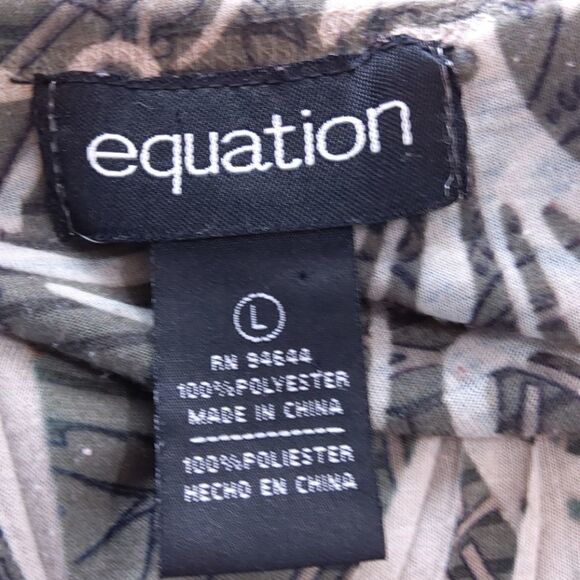 equation
L
RN 94644
100%POLYESTER
MADE IN CHINA
100%POLIESTER
HECHO EN CHINA